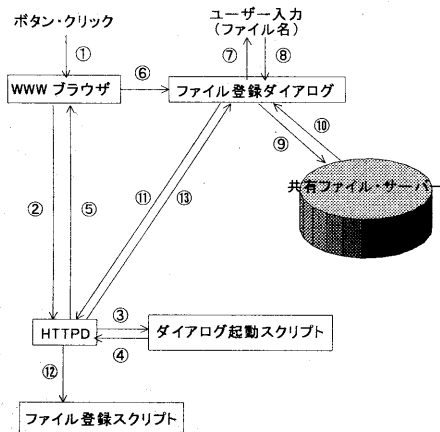 ボタン・クリック
ユーザー入力
(ファイル名)
①
⑦
⑧
WWW ブラウザ
⑥
ファイル登録ダイアログ
⑩
⑨
共有ファイル・サーバー
②
⑤
⑪
⑬
③
HTTPD
ダイアログ起動スクリプト
④
⑫
ファイル登録スクリプト